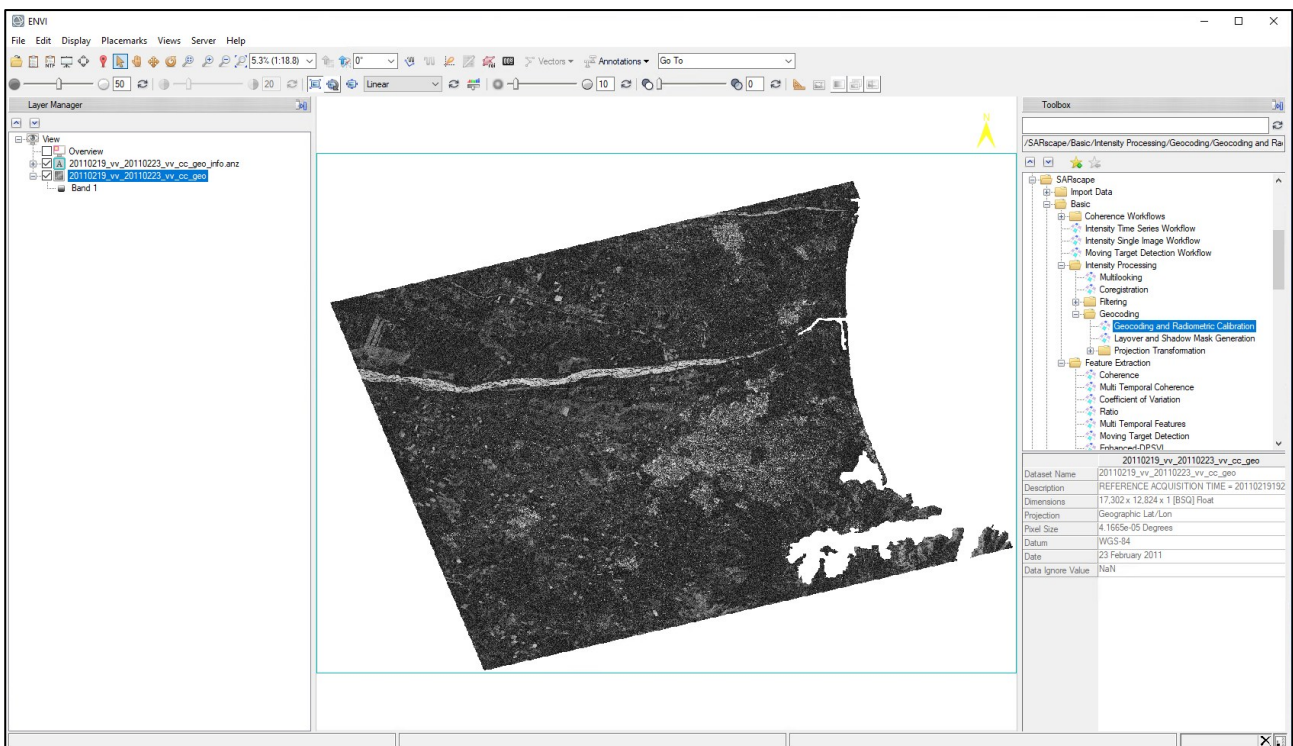 ENVI
File Edit Display Placemarks Views Server Help
5.3% (1:18.8) 0° Vectors Annotations Go To
50 20 Linear 10 0
Layer Manager
View
Overview
20110219_vv_20110223_vv_cc_geo_info.anz
20110219_vv_20110223_vv_cc_geo
Band 1
N
Toolbox
/SARscape/Basic/Intensity Processing/Geocoding/Geocoding and Ra
SARscape
Import Data
Basic
Coherence Workflows
Intensity Time Series Workflow
Intensity Single Image Workflow
Moving Target Detection Workflow
Intensity Processing
Multilooking
Coregistration
Filtering
Geocoding
Geocoding and Radiometric Calibration
Layover and Shadow Mask Generation
Projection Transformation
Feature Extraction
Coherence
Multi Temporal Coherence
Coefficient of Variation
Ratio
Multi Temporal Features
Moving Target Detection
Enhanced-DPSVI
20110219_vv_20110223_vv_cc_geo
Dataset Name 20110219_vv_20110223_vv_cc_geo
Description REFERENCE ACQUISITION TIME = 20110219192
Dimensions 17,302 x 12,824 x 1 [BSQ] Float
Projection Geographic Lat/Lon
Pixel Size 4.1665e-05 Degrees
Datum WGS-84
Date 23 February 2011
Data Ignore Value NaN